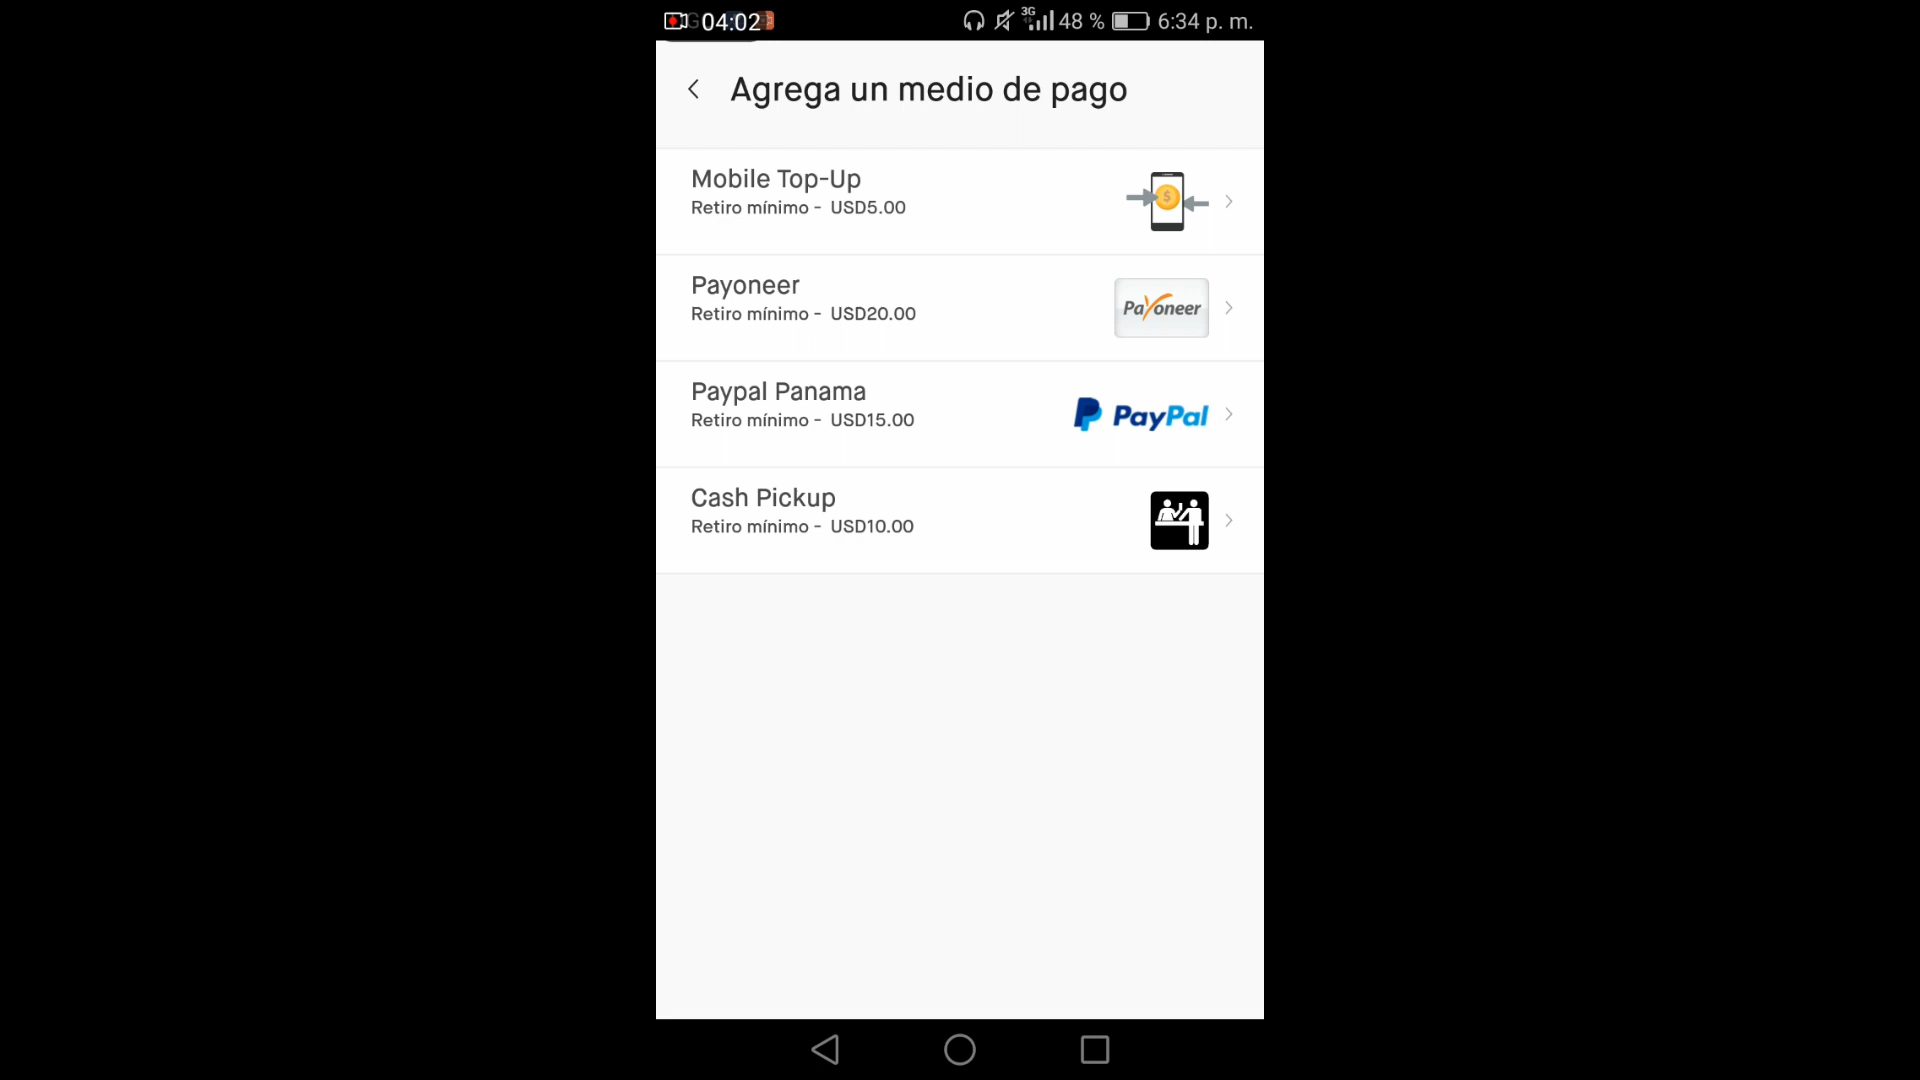 04:02 3G 48 % 6:34 p. m.
Agrega un medio de pago
Mobile Top-Up
Retiro mínimo - USD5.00
$
Payoneer
Retiro mínimo - USD20.00
Payoneer
Paypal Panama
Retiro mínimo - USD15.00
PayPal
Cash Pickup
Retiro mínimo - USD10.00